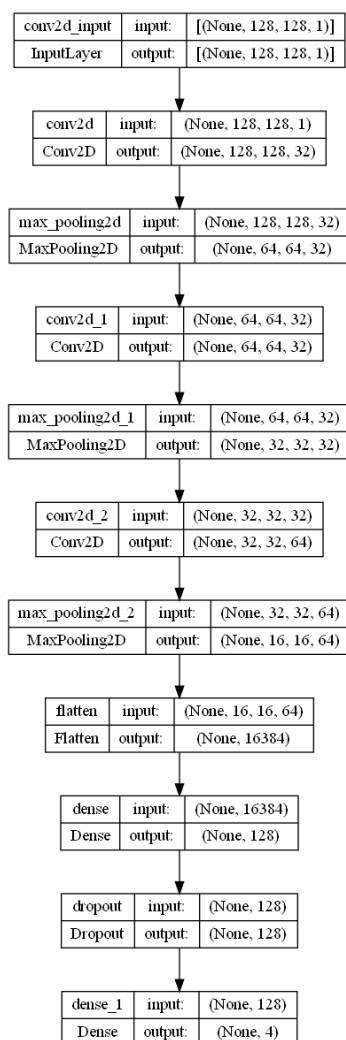 conv2d_input input: [(None, 128, 128, 1)]
InputLayer output: [(None, 128, 128, 1)]
conv2d input: (None, 128, 128, 1)
Conv2D output: (None, 128, 128, 32)
max_pooling2d input: (None, 128, 128, 32)
MaxPooling2D output: (None, 64, 64, 32)
conv2d_1 input: (None, 64, 64, 32)
Conv2D output: (None, 64, 64, 32)
max_pooling2d_1 input: (None, 64, 64, 32)
MaxPooling2D output: (None, 32, 32, 32)
conv2d_2 input: (None, 32, 32, 32)
Conv2D output: (None, 32, 32, 64)
max_pooling2d_2 input: (None, 32, 32, 64)
MaxPooling2D output: (None, 16, 16, 64)
flatten input: (None, 16, 16, 64)
Flatten output: (None, 16384)
dense input: (None, 16384)
Dense output: (None, 128)
dropout input: (None, 128)
Dropout output: (None, 128)
dense_1 input: (None, 128)
Dense output: (None, 4)